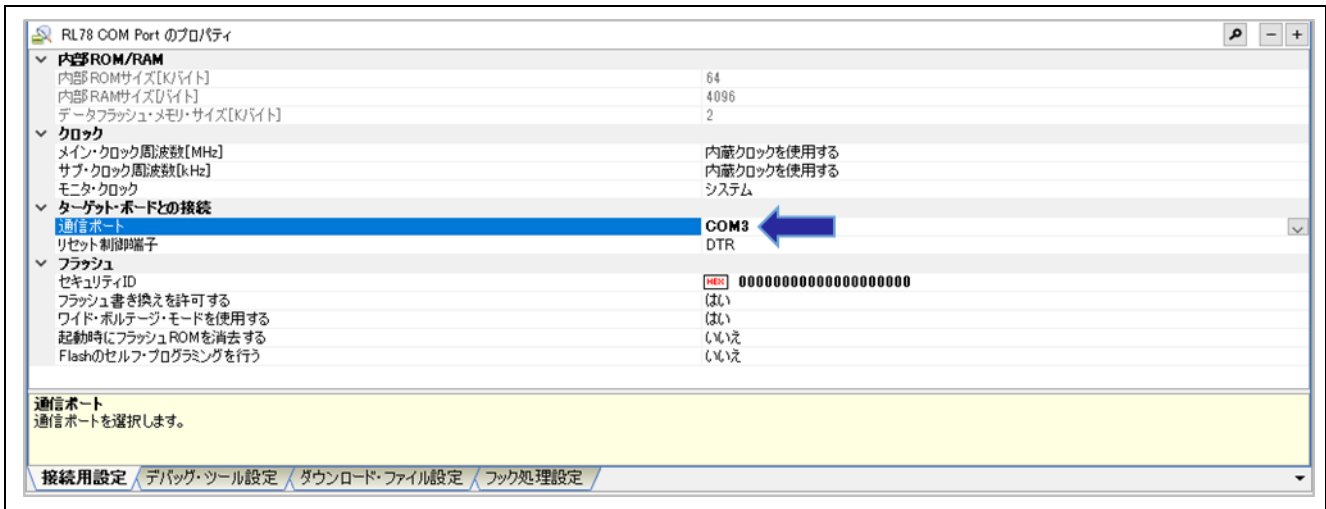 RL78 COM Port のプロパティ
内部ROM/RAM
内部ROMサイズ[Kバイト] 64
内部RAMサイズ[バイト] 4096
データフラッシュ・メモリ・サイズ[Kバイト] 2
クロック
メイン・クロック周波数[MHz] 内蔵クロックを使用する
サブ・クロック周波数[kHz] 内蔵クロックを使用する
モニタ・クロック システム
ターゲット・ボードとの接続
通信ポート COM3
リセット制御端子 DTR
フラッシュ
セキュリティID HEX 00000000000000000000
フラッシュ書き換えを許可する はい
ワイド・ボルテージ・モードを使用する はい
起動時にフラッシュROMを消去する いいえ
Flashのセルフ・プログラミングを行う いいえ
通信ポート
通信ポートを選択します。
接続用設定 デバッグ・ツール設定 ダウンロード・ファイル設定 フック処理設定